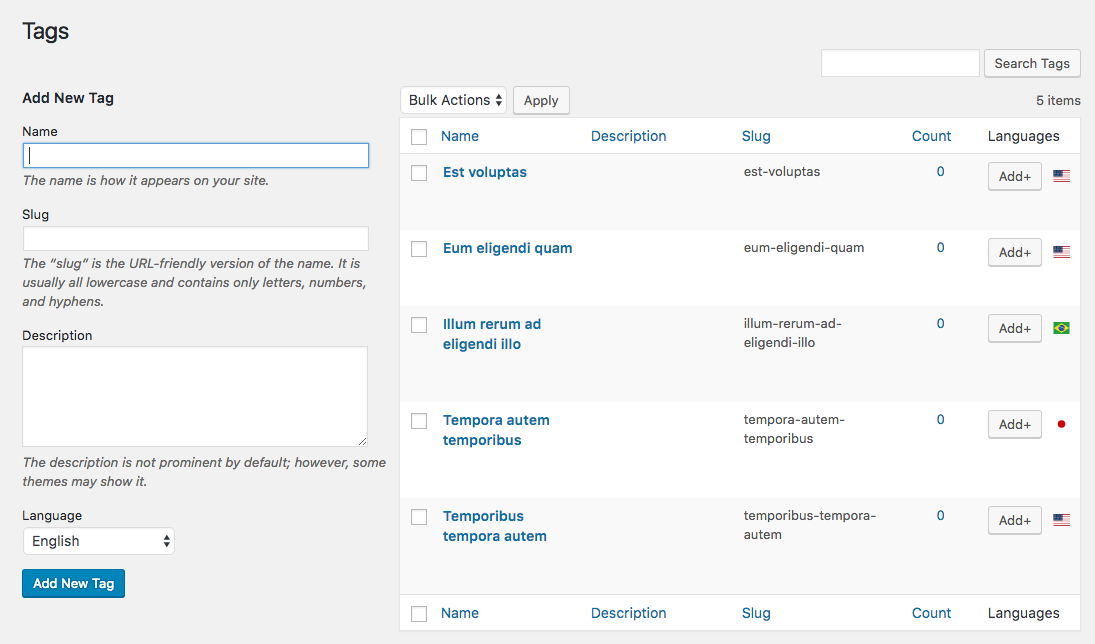 Tags
Search Tags
Add New Tag
Bulk Actions
Apply
5 items
Name
The name is how it appears on your site.
Slug
The “slug” is the URL-friendly version of the name. It is
usually all lowercase and contains only letters, numbers,
and hyphens.
Description
The description is not prominent by default; however, some
themes may show it.
Language
English
Add New Tag
Name Description Slug Count Languages
Est voluptas est-voluptas 0 Add+
Eum eligendi quam eum-eligendi-quam 0 Add+
Illum rerum ad illum-rerum-ad- 0 Add+
eligendi illo eligendi-illo
Tempora autem tempora-autem- 0 Add+
temporibus temporibus
Temporibus temporibus-tempora- 0 Add+
tempora autem autem
Name Description Slug Count Languages